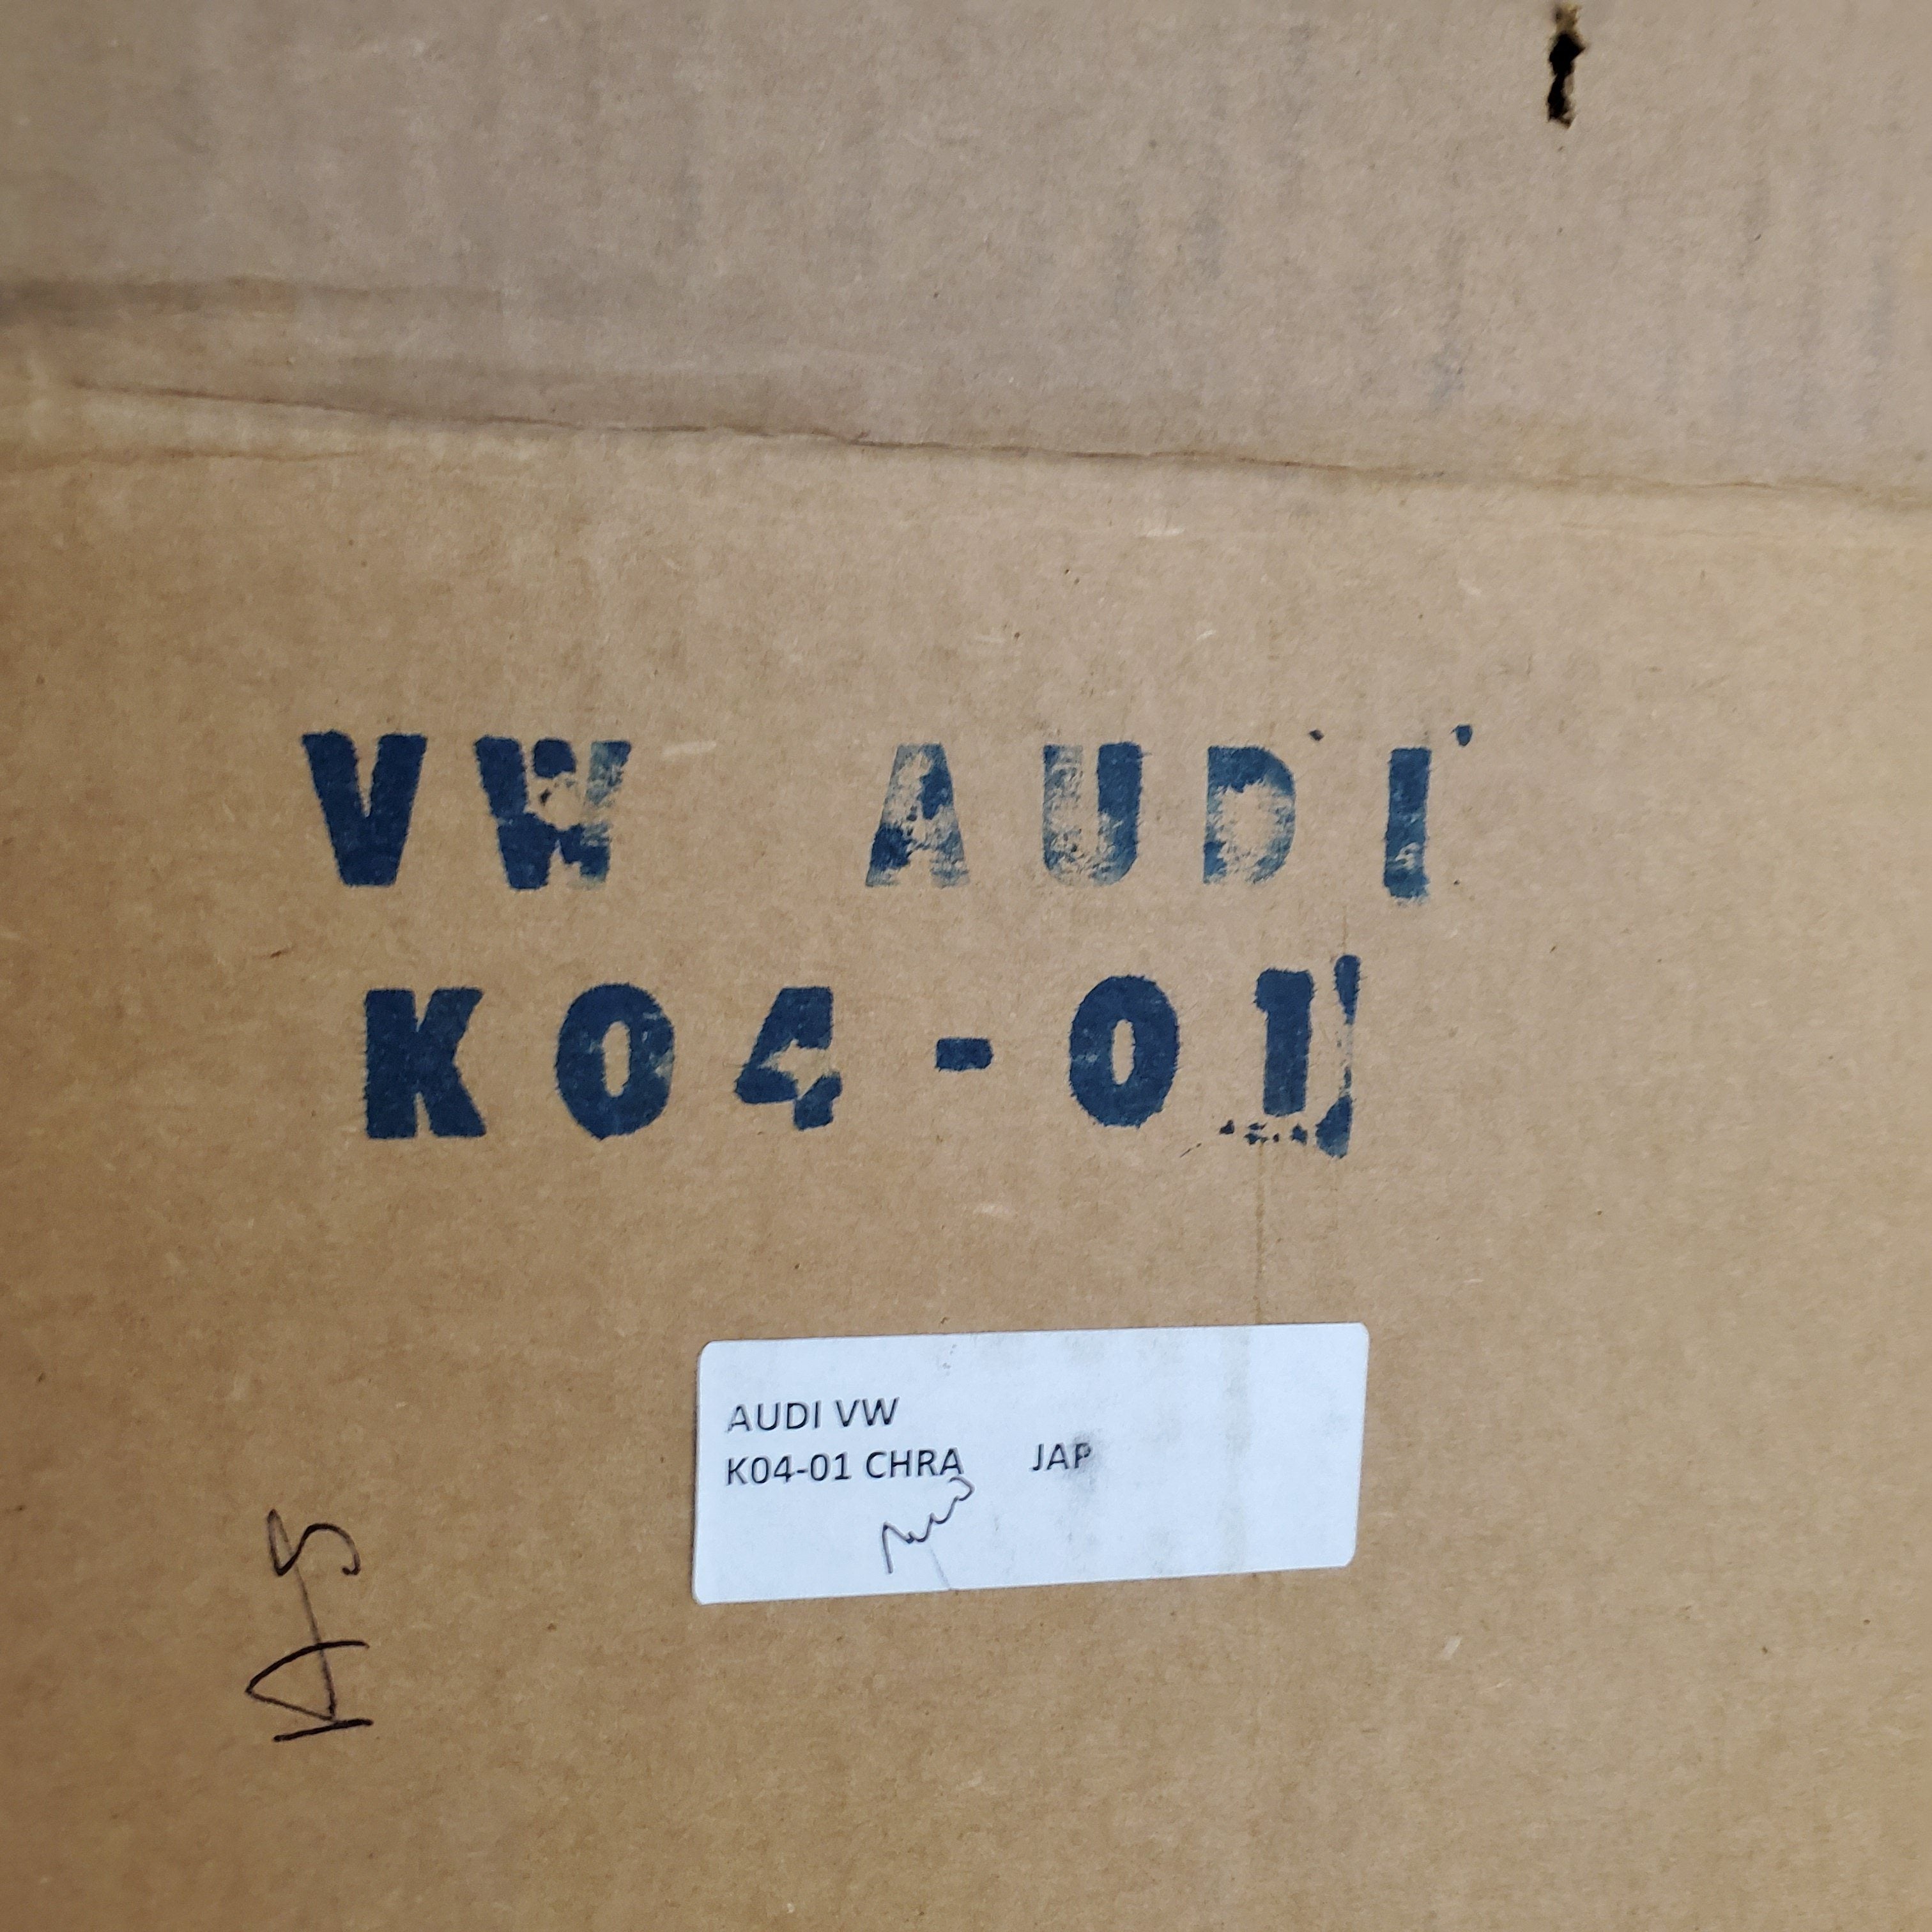 VW AUDI
K04-01
AUDI VW
K04-01 CHRA JAP